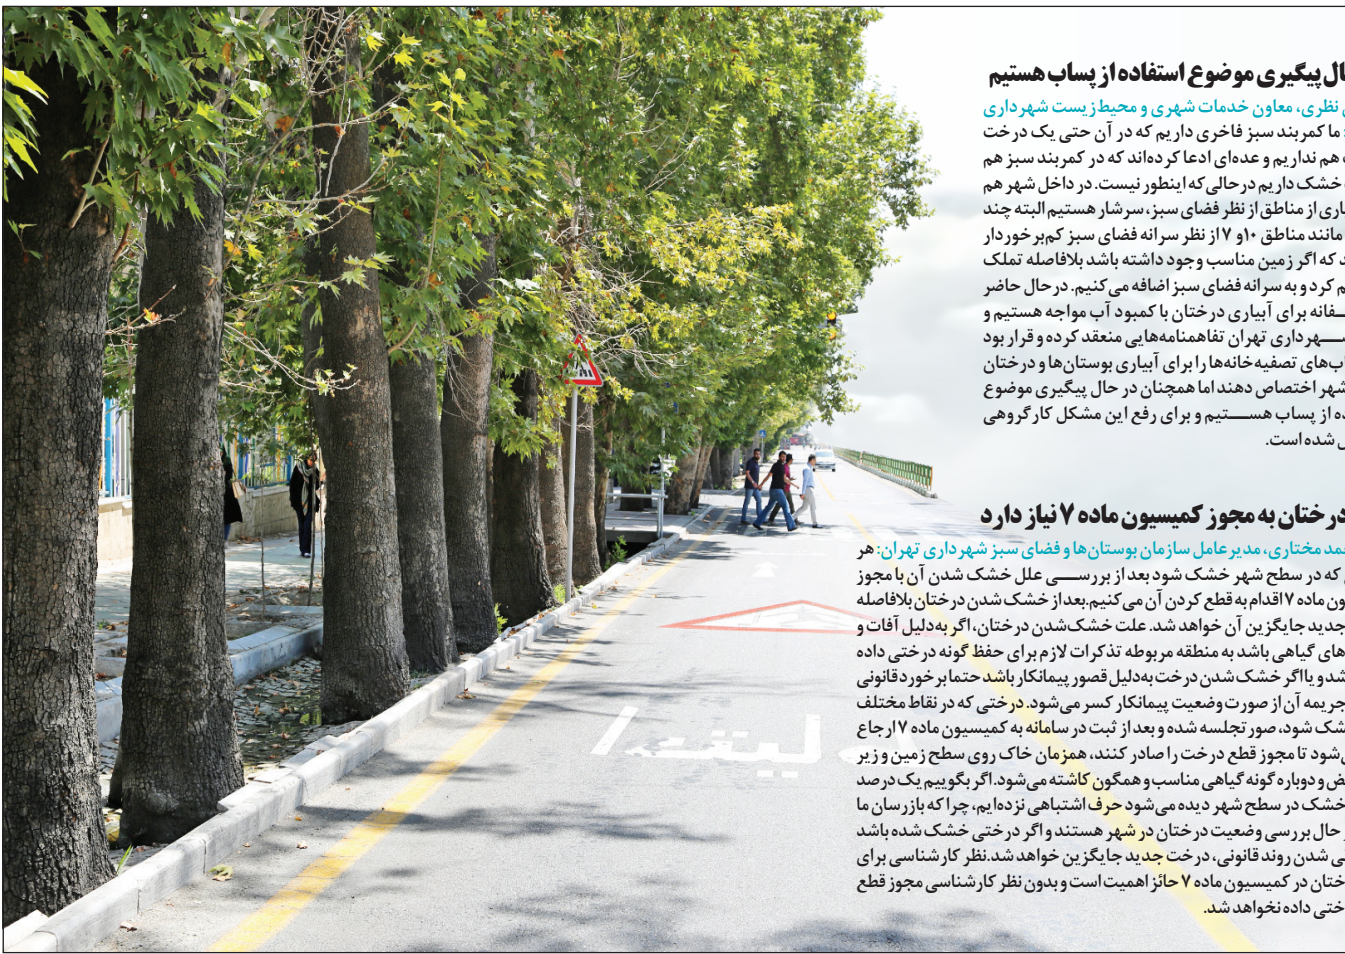 پیگیری موضوع استفاده از پساب هستیم
نظری، معاون خدمات شهری و محیط زیست شهرداری
ما کمربند سبز فاخری داریم که در آن حتی یک درخت
هم نداریم و عده‌ای ادعا کرده‌اند که در کمربند سبز هم
خشک داریم درحالی‌که اینطور نیست. در داخل شهر هم
از مناطق از نظر فضای سبز، سرشار هستیم البته چند
مانند مناطق ۱۰و ۷ از نظر سرانه فضای سبز کم‌برخوردار
که اگر زمین مناسب وجود داشته باشد بلافاصله تملک
کرد و به سرانه فضای سبز اضافه می‌کنیم. درحال حاضر
برای آبیاری درختان با کمبود آب مواجه هستیم و
تهران تفاهمنامه‌هایی منعقد کرده و قرار بود
تصفیه‌خانه‌ها را برای آبیاری بوستان‌ها و درختان
شهر اختصاص دهند اما همچنان در حال پیگیری موضوع
از پساب هستیم و برای رفع این مشکل کارگروهی
شده است.
درختان به مجوز کمیسیون ماده ۷ نیاز دارد
مختاری، مدیرعامل سازمان بوستان‌ها و فضای سبز شهرداری تهران: هر
که در سطح شهر خشک شود بعد از بررسی علل خشک شدن آن با مجوز
ماده ۷ اقدام به قطع کردن آن می‌کنیم.بعد از خشک شدن درختان بلافاصله
جدید جایگزین آن خواهد شد. علت خشک‌شدن درختان، اگر به‌دلیل آفات و
گیاهی باشد به منطقه مربوطه تذکرات لازم برای حفظ گونه درختی داده
و یا اگر خشک شدن درخت به‌دلیل قصور پیمانکار باشد حتما برخورد قانونی
جریمه آن از صورت وضعیت پیمانکار کسر می‌شود. درختی که در نقاط مختلف
شود، صورتجلسه شده و بعد از ثبت در سامانه به کمیسیون ماده ۷ ارجاع
تا مجوز قطع درخت را صادر کنند، همزمان خاک روی سطح زمین و زیر
و دوباره گونه گیاهی مناسب و همگون کاشته می‌شود. اگر بگوییم یک درصد
خشک در سطح شهر دیده می‌شود حرف اشتباهی نزده‌ایم، چرا که بازرسان ما
حال بررسی وضعیت درختان در شهر هستند و اگر درختی خشک شده باشد
شدن روند قانونی، درخت جدید جایگزین خواهد شد.نظر کارشناسی برای
در کمیسیون ماده ۷ حائز اهمیت است و بدون نظر کارشناسی مجوز قطع
داده نخواهد شد.